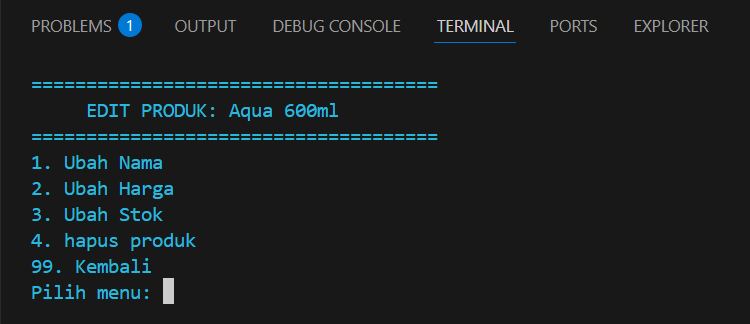 PROBLEMS 1 OUTPUT DEBUG CONSOLE TERMINAL PORTS EXPLORER
=====================================
EDIT PRODUK: Aqua 600ml
=====================================
1. Ubah Nama
2. Ubah Harga
3. Ubah Stok
4. hapus produk
99. Kembali
Pilih menu: